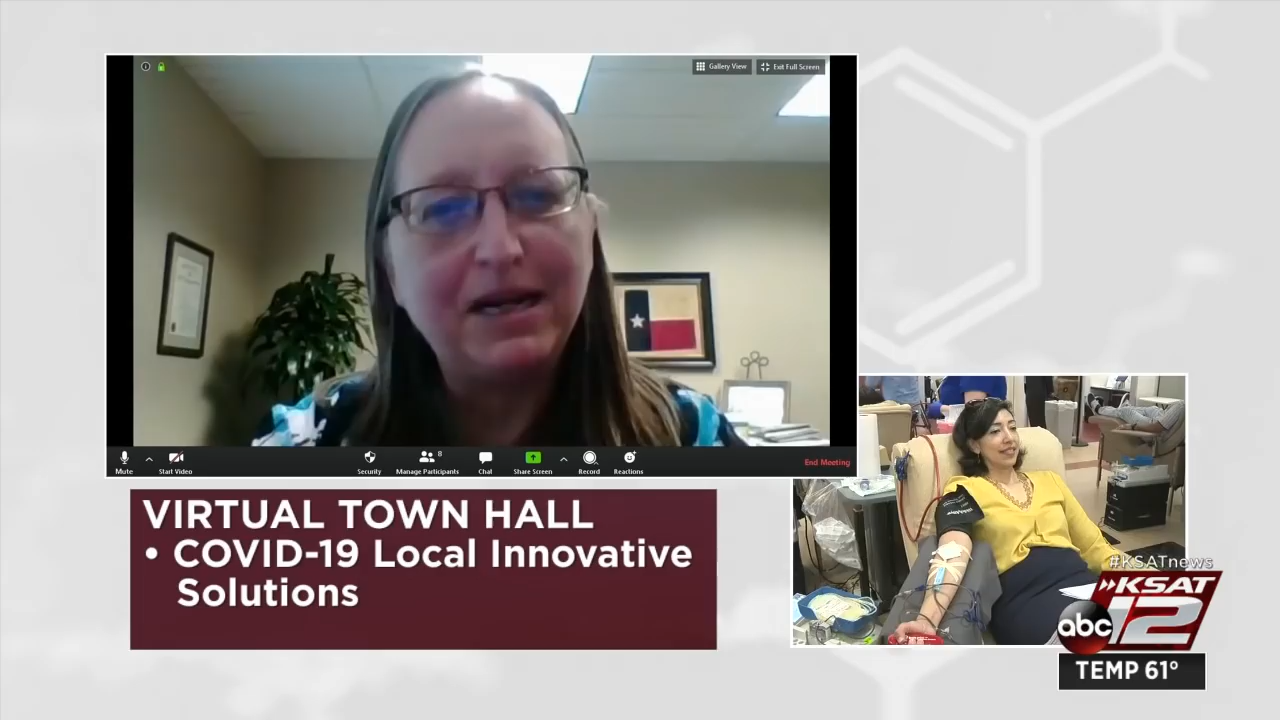 Gallery View
Exit Full Screen
8
Mute
Start Video
Security
Manage Participants
Chat
Share Screen
Record
Reactions
End Meeting
VIRTUAL TOWN HALL
• COVID-19 Local Innovative
Solutions
#KSATnews
KSAT
abc 12
TEMP 61°